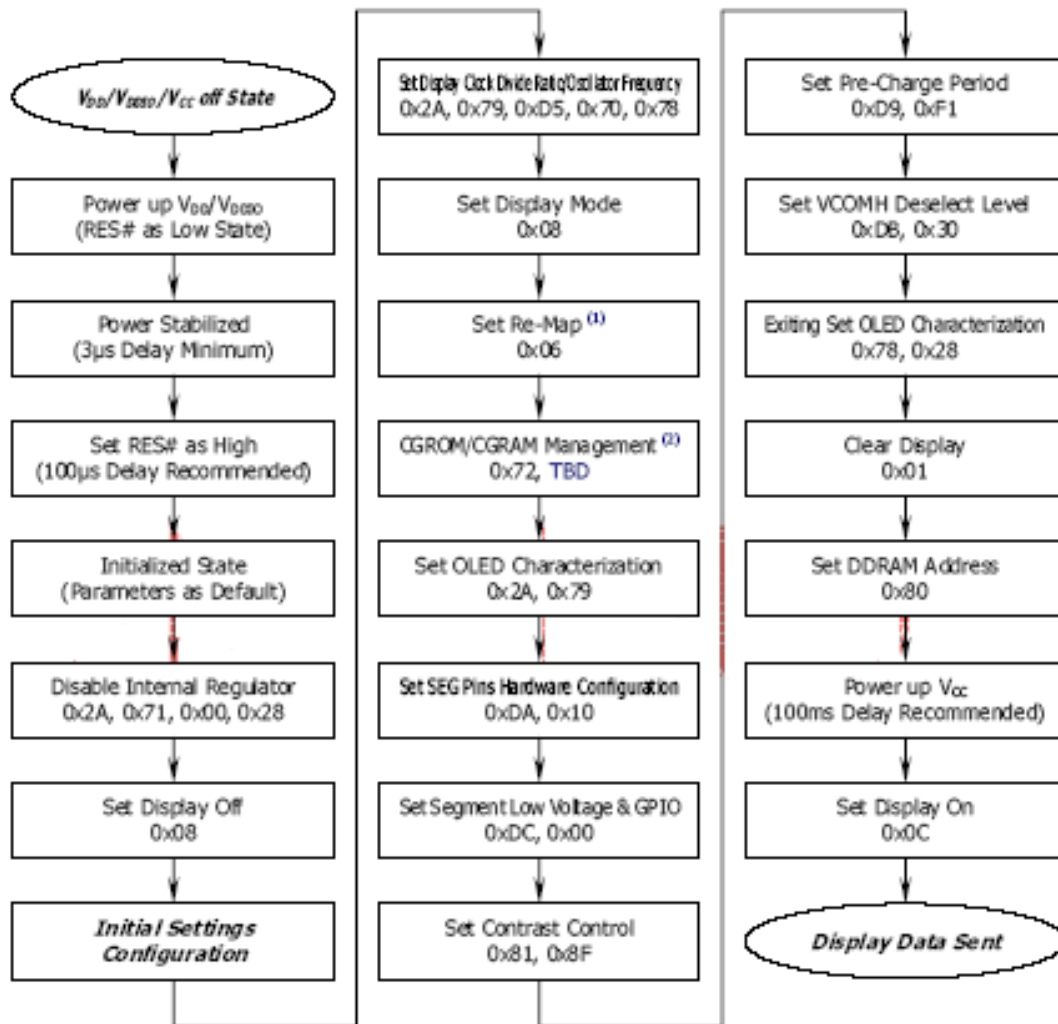 V_DD/V_DDIO/V_CC off State
Power up V_DD/V_DDIO
(RES# as Low State)
Power Stabilized
(3μs Delay Minimum)
Set RES# as High
(100μs Delay Recommended)
Initialized State
(Parameters as Default)
Disable Internal Regulator
0x2A, 0x71, 0x00, 0x28
Set Display Off
0x08
Initial Settings
Configuration
Set Display Clock Divide Ratio/Oscillator Frequency
0x2A, 0x79, 0xD5, 0x70, 0x78
Set Display Mode
0x08
Set Re-Map (1)
0x06
CGROM/CGRAM Management (2)
0x72, TBD
Set OLED Characterization
0x2A, 0x79
Set SEG Pins Hardware Configuration
0xDA, 0x10
Set Segment Low Voltage & GPIO
0xDC, 0x00
Set Contrast Control
0x81, 0x8F
Set Pre-Charge Period
0xD9, 0xF1
Set VCOMH Deselect Level
0xDB, 0x30
Exiting Set OLED Characterization
0x78, 0x28
Clear Display
0x01
Set DDRAM Address
0x80
Power up V_CC
(100ms Delay Recommended)
Set Display On
0x0C
Display Data Sent